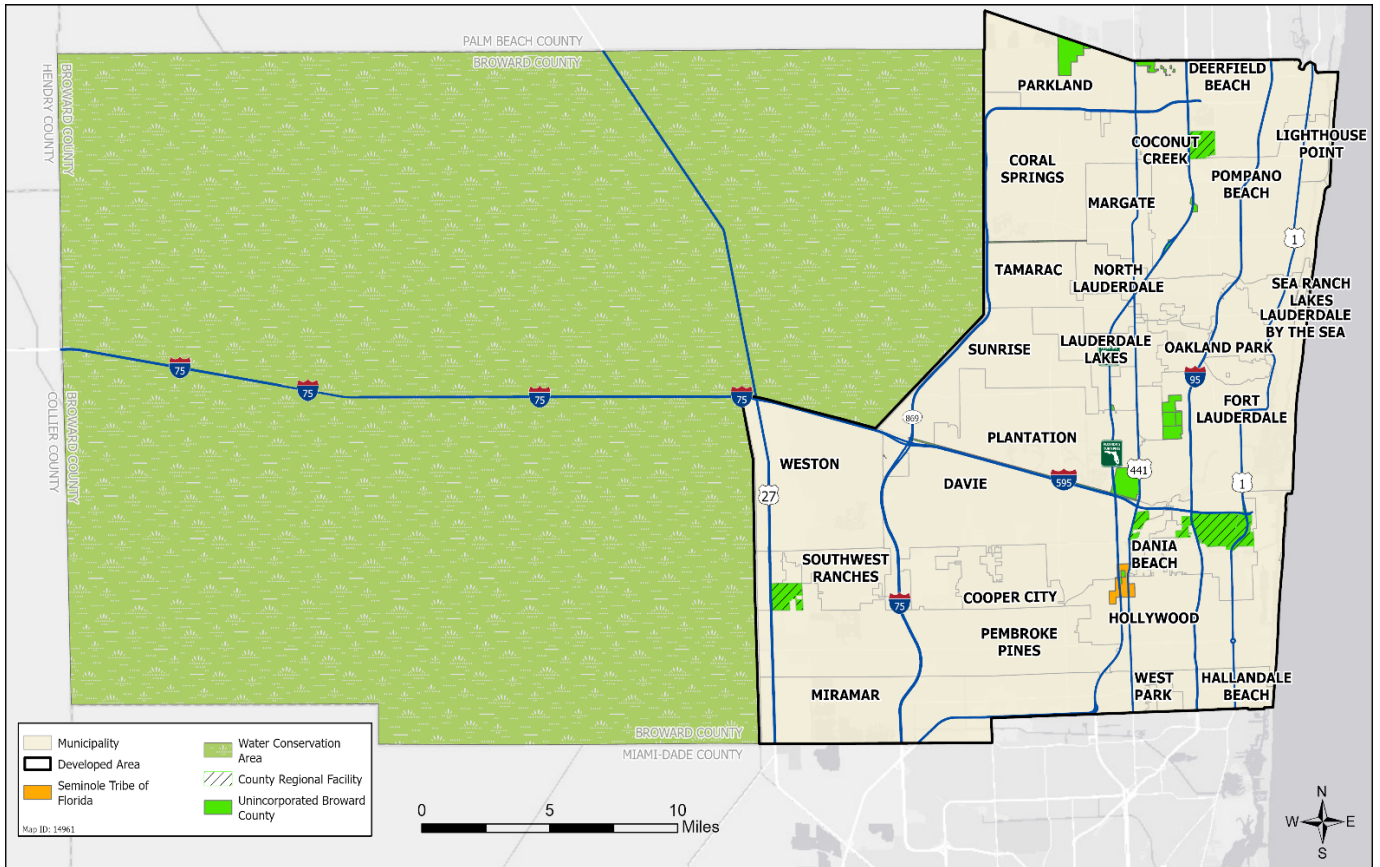 PALM BEACH COUNTY
BROWARD COUNTY
HENDRY COUNTY
BROWARD COUNTY
PARKLAND
DEERFIELD
BEACH
LIGHTHOUSE
POINT
COCONUT
CREEK
CORAL
SPRINGS
POMPANO
BEACH
MARGATE
1
TAMARAC
NORTH
LAUDERDALE
SEA RANCH
LAKES
LAUDERDALE
BY THE SEA
SUNRISE
LAUDERDALE
LAKES
OAKLAND PARK
75
75
75
75
95
COLLIER COUNTY
BROWARD COUNTY
869
FORT
LAUDERDALE
PLANTATION
WESTON
441
DAVIE
595
27
1
DANIA
BEACH
SOUTHWEST
RANCHES
COOPER CITY
75
HOLLYWOOD
PEMBROKE
PINES
MIRAMAR
WEST
PARK
HALLANDALE
BEACH
BROWARD COUNTY
MIAMI-DADE COUNTY
Municipality
Developed Area
Seminole Tribe of
Florida
Water Conservation
Area
County Regional Facility
Unincorporated Broward
County
Map ID: 14961
0 5 10
Miles
N
W E
S